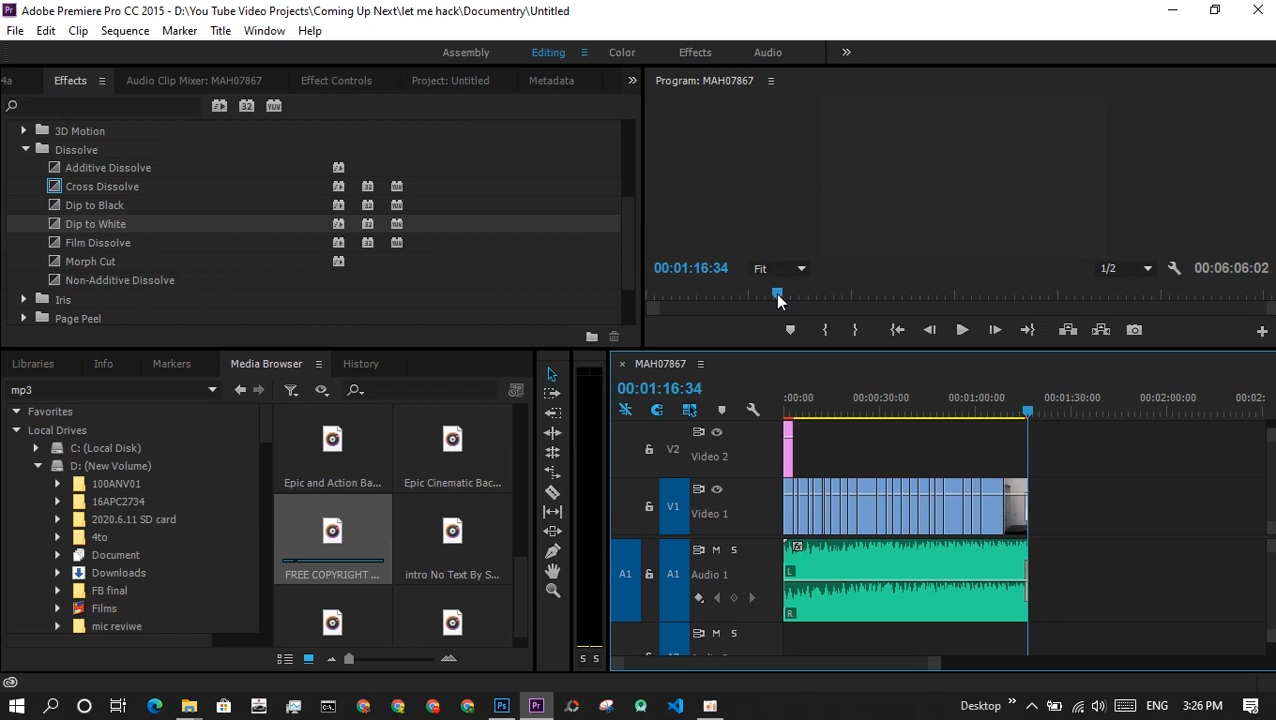 Adobe Premiere Pro CC 2015 - D:\You Tube Video Projects\Coming Up Next\let me hack\Documentry\Untitled
File Edit Clip Sequence Marker Title Window Help
Assembly Editing Color Effects Audio
4a Effects Audio Clip Mixer: MAH07867 Effect Controls Project: Untitled Metadata
Program: MAH07867
3D Motion
Dissolve
Additive Dissolve
Cross Dissolve
Dip to Black
Dip to White
Film Dissolve
Morph Cut
Non-Additive Dissolve
Iris
Page Peel
00:01:16:34 Fit 1/2 00:06:06:02
Libraries Info Markers Media Browser History
mp3
Favorites
Local Drives
C: (Local Disk)
D: (New Volume)
100ANV01
16APC2734
2020.6.11 SD card
4to
Document
Downloads
FB final
Films
mic reviwe
Epic and Action Ba... Epic Cinematic Bac...
FREE COPYRIGHT ... intro No Text By S...
MAH07867
00:01:16:34
:00:00 00:00:30:00 00:01:00:00 00:01:30:00 00:02:00:00 00:02:
V2 Video 2
V1 Video 1
A1 A1 M S Audio 1
L
R
fx
M S
S S
Desktop ENG 3:26 PM